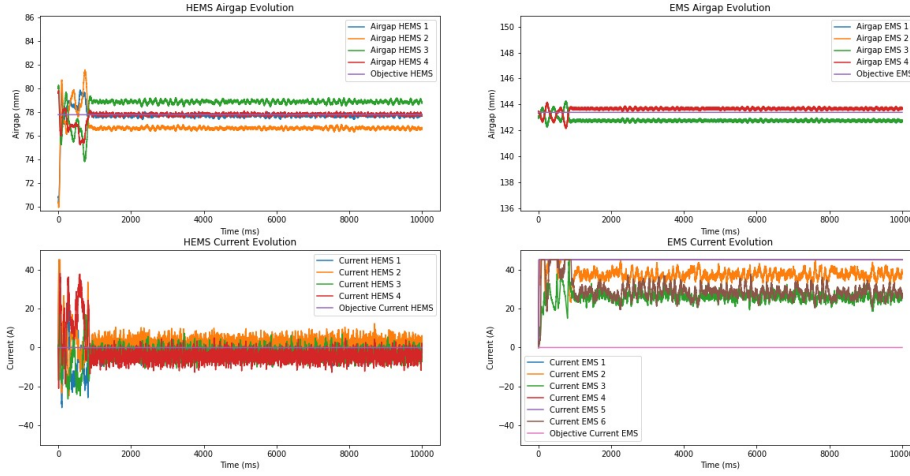 HEMS Airgap Evolution
86
84
82
80
78
76
74
72
70
Airgap (mm)
Airgap HEMS 1
Airgap HEMS 2
Airgap HEMS 3
Airgap HEMS 4
Objective HEMS
0 2000 4000 6000 8000 10000
Time (ms)
EMS Airgap Evolution
150
148
146
144
142
140
138
136
Airgap (mm)
Airgap EMS 1
Airgap EMS 2
Airgap EMS 3
Airgap EMS 4
Objective EMS
0 2000 4000 6000 8000 10000
Time (ms)
HEMS Current Evolution
40
20
0
−20
−40
Current (A)
Current HEMS 1
Current HEMS 2
Current HEMS 3
Current HEMS 4
Objective Current HEMS
0 2000 4000 6000 8000 10000
Time (ms)
EMS Current Evolution
40
20
0
−20
−40
Current (A)
Current EMS 1
Current EMS 2
Current EMS 3
Current EMS 4
Current EMS 5
Current EMS 6
Objective Current EMS
0 2000 4000 6000 8000 10000
Time (ms)